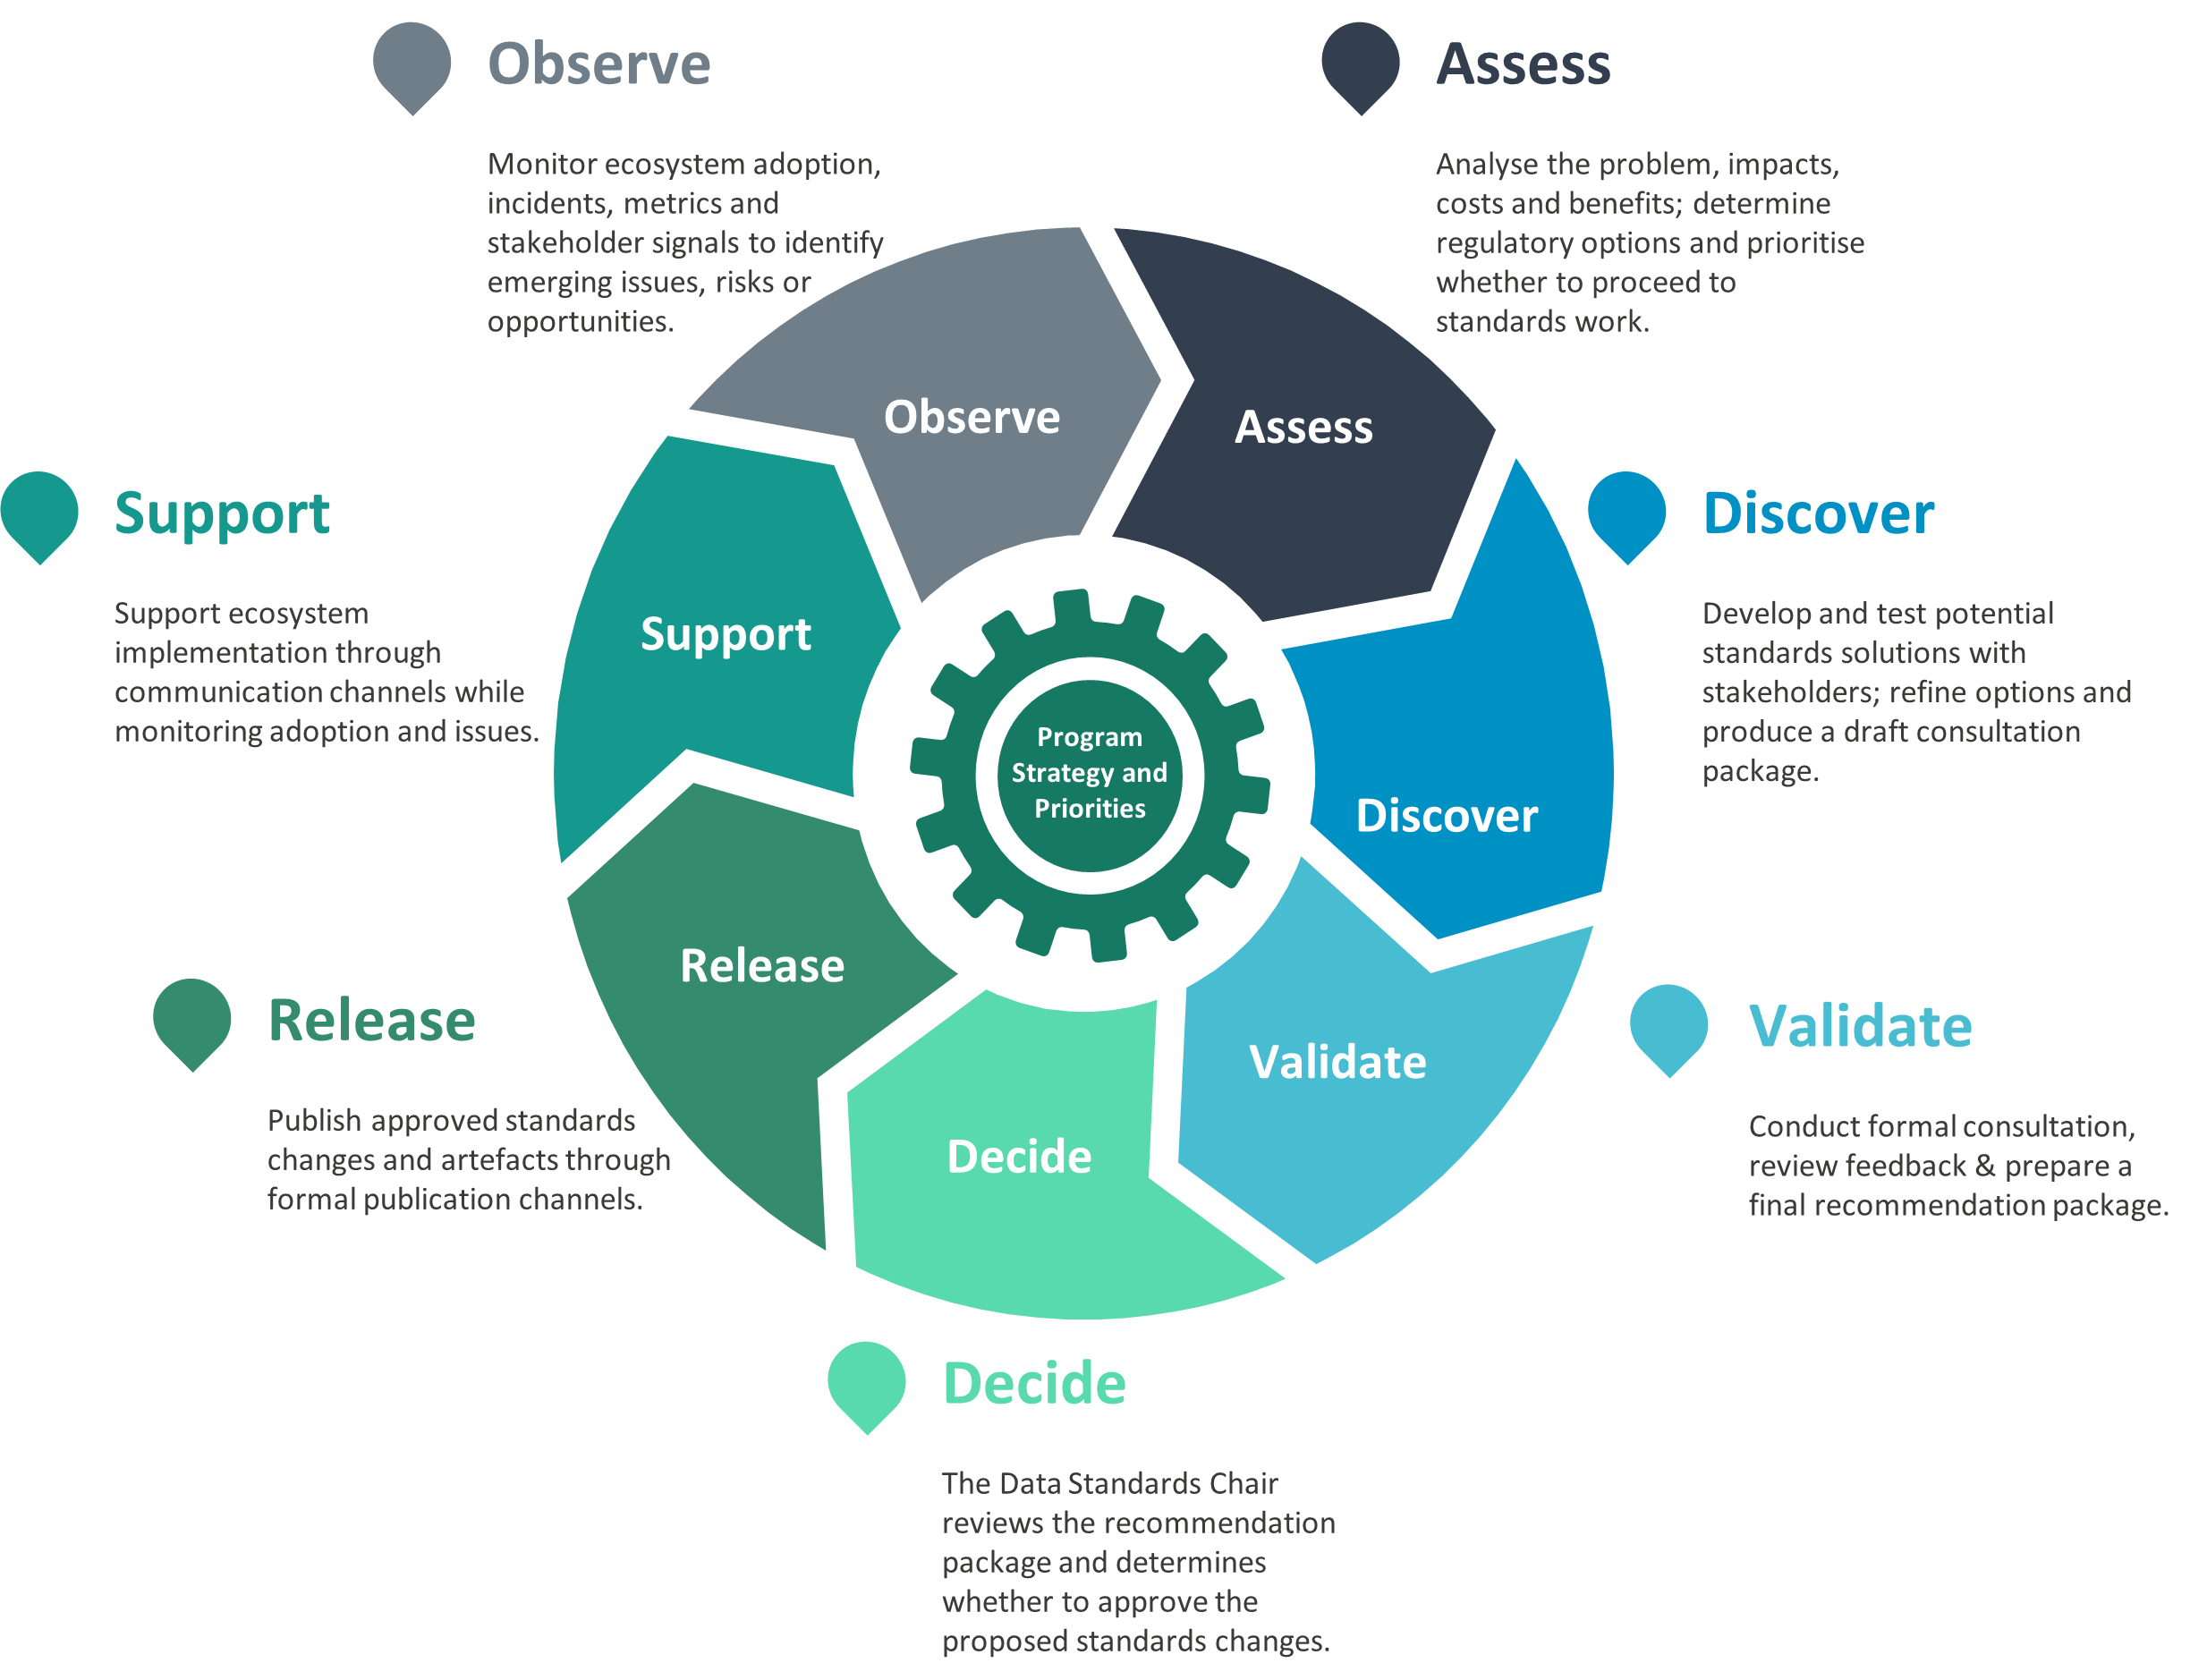 Observe
Monitor ecosystem adoption,
incidents, metrics and
stakeholder signals to identify
emerging issues, risks or
opportunities.
Assess
Analyse the problem, impacts,
costs and benefits; determine
regulatory options and prioritise
whether to proceed to
standards work.
Discover
Develop and test potential
standards solutions with
stakeholders; refine options and
produce a draft consultation
package.
Validate
Conduct formal consultation,
review feedback & prepare a
final recommendation package.
Decide
The Data Standards Chair
reviews the recommendation
package and determines
whether to approve the
proposed standards changes.
Release
Publish approved standards
changes and artefacts through
formal publication channels.
Support
Support ecosystem
implementation through
communication channels while
monitoring adoption and issues.
Observe
Assess
Discover
Validate
Decide
Release
Support
Program
Strategy and
Priorities